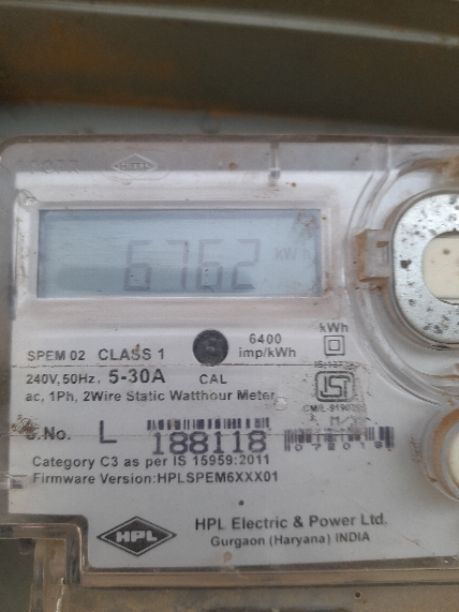 6762 kWh
SPEM 02 CLASS 1
6400 imp/kWh
kWh
240V, 50Hz. 5-30A CAL
ac, 1Ph, 2Wire Static Watthour Meter
S.No. L 188118
072018
Category C3 as per IS 15959:2011
Firmware Version:HPLSPEM6XXX01
HPL
HPL Electric & Power Ltd.
Gurgaon (Haryana) INDIA